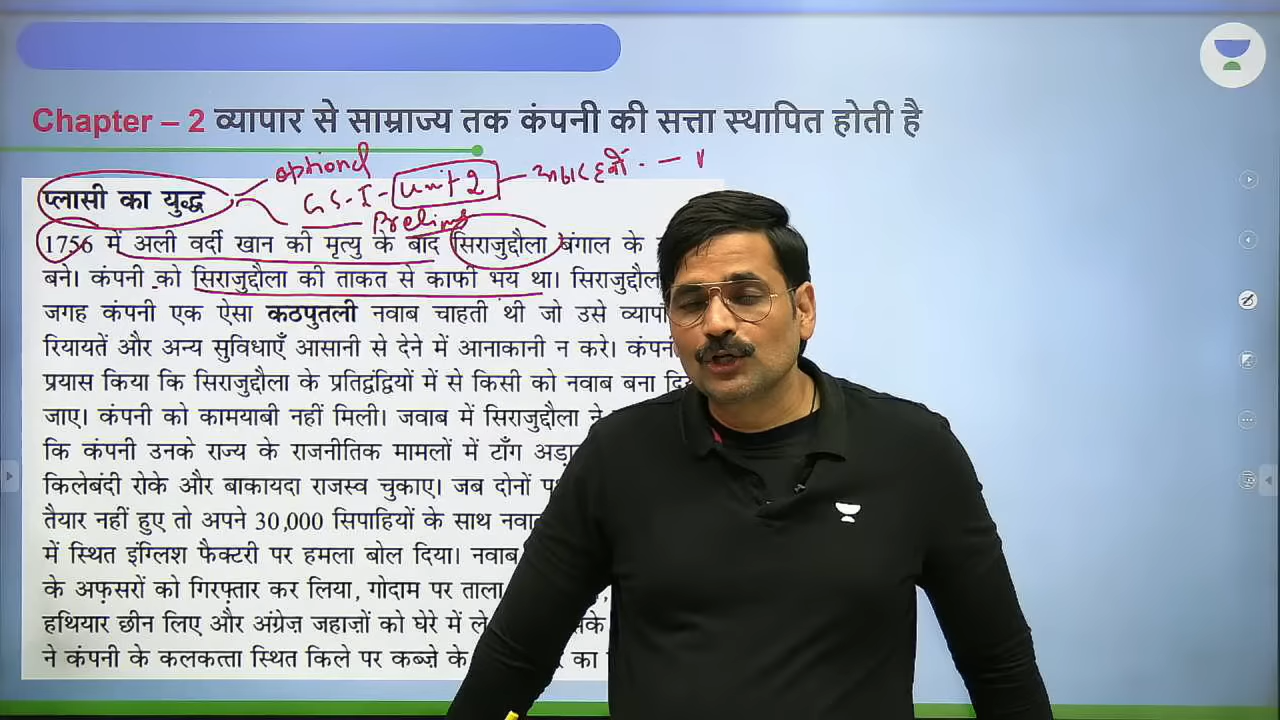 Chapter – 2 व्यापार से साम्राज्य तक कंपनी की सत्ता स्थापित होती है
optional
प्लासी का युद्ध G.S-I- Unit 2
Prelims
1756 में अली वर्दी खान की मृत्यु के बाद सिराजुद्दौला बंगाल के
बने। कंपनी को सिराजुद्दौला की ताकत से काफी भय था। सिराजुद्दौला
जगह कंपनी एक ऐसा कठपुतली नवाब चाहती थी जो उसे
रियायतें और अन्य सुविधाएँ आसानी से देने में आनाकानी न करे।
प्रयास किया कि सिराजुद्दौला के प्रतिद्वंद्वियों में से किसी को नवाब बना
जाए। कंपनी को कामयाबी नहीं मिली। जवाब में सिराजुद्दौला ने
कि कंपनी उनके राज्य के राजनीतिक मामलों में टाँग
किलेबंदी रोके और बाकायदा राजस्व चुकाए। जब दोनों
तैयार नहीं हुए तो अपने 30,000 सिपाहियों के साथ
में स्थित इंग्लिश फैक्टरी पर हमला बोल दिया। नवाब
के अफ़सरों को गिरफ़्तार कर लिया, गोदाम पर ताला
हथियार छीन लिए और अंग्रेज़ जहाज़ों को घेरे में
ने कंपनी के कलकत्ता स्थित किले पर कब्ज़े के का